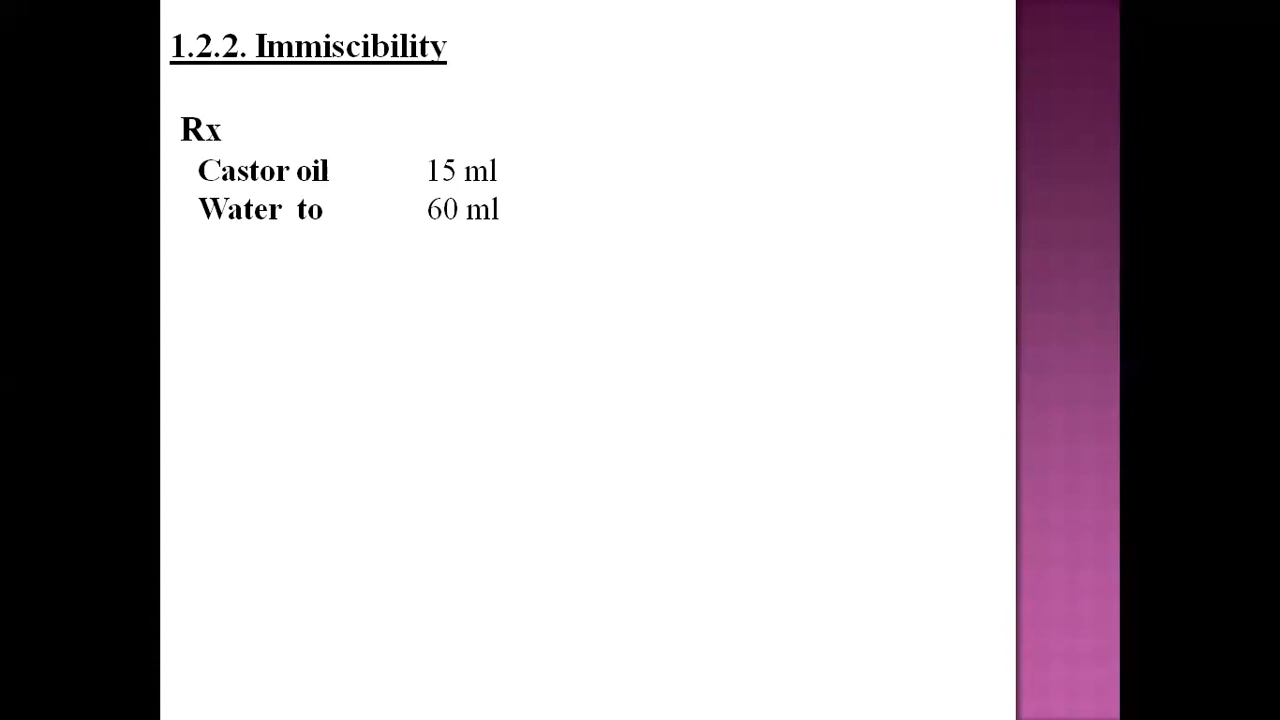 1.2.2. Immiscibility
Rx
Castor oil 15 ml
Water to 60 ml